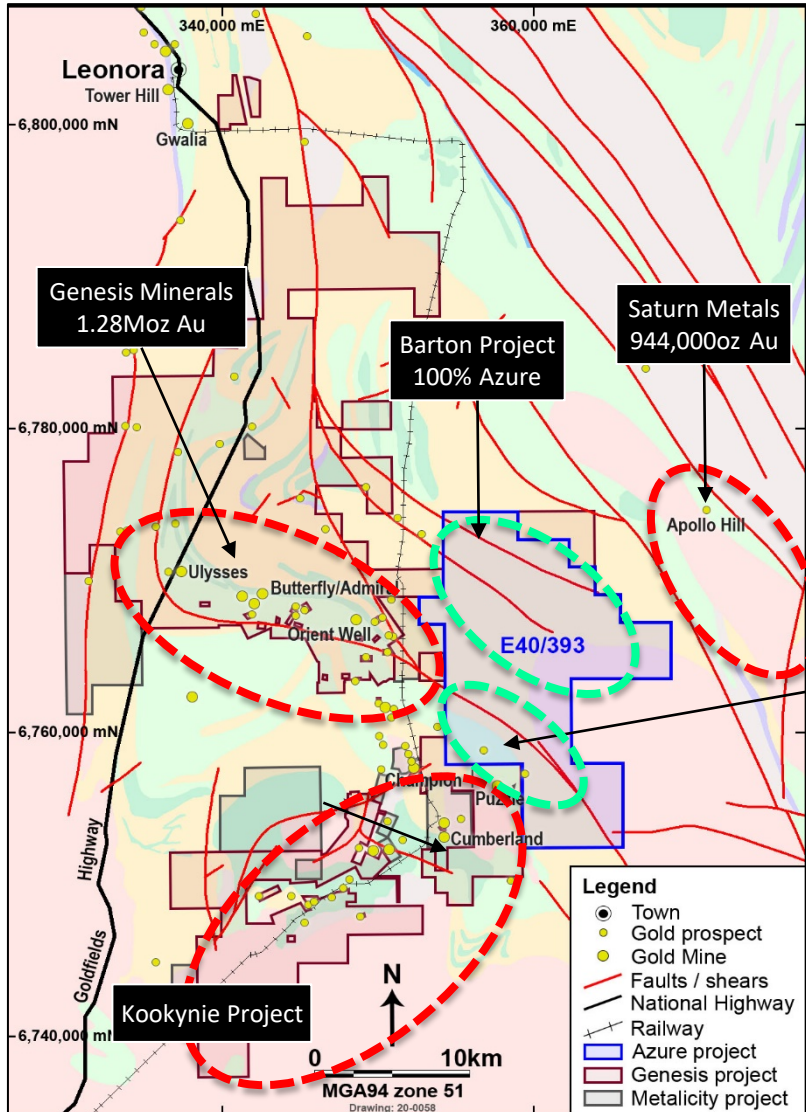 340,000 mE
360,000 mE
Leonora
Tower Hill
Gwalia
6,800,000 mN
Genesis Minerals
1.28Moz Au
Barton Project
100% Azure
Saturn Metals
944,000oz Au
6,780,000 mN
Apollo Hill
Ulysses
Butterfly/Admiral
Orient Well
E40/393
6,760,000 mN
Champion
Puzzle
Cumberland
Highway
Goldfields
Kookynie Project
6,740,000 mN
N
0 10km
MGA94 zone 51
Drawing: 20-0058
Legend
Town
Gold prospect
Gold Mine
Faults / shears
National Highway
Railway
Azure project
Genesis project
Metalicity project